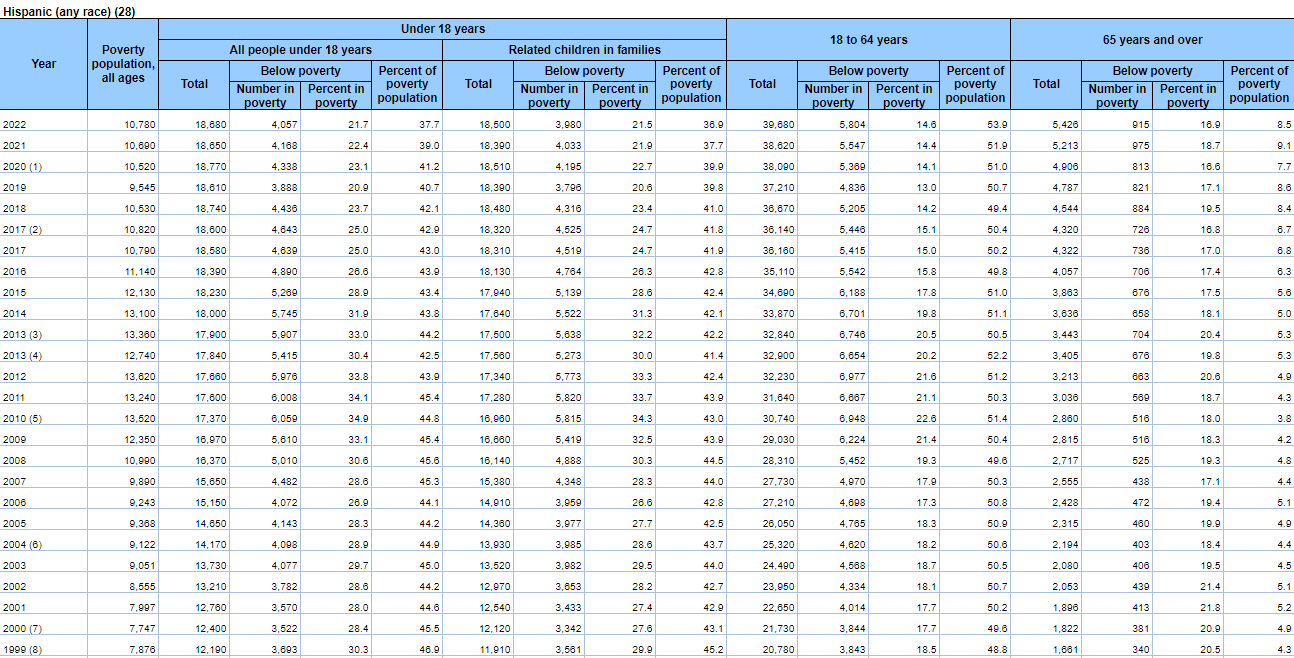 Hispanic (any race) (28)
Year Poverty population, all ages Under 18 years 18 to 64 years 65 years and over
All people under 18 years Related children in families
Total Below poverty Percent of poverty population Total Below poverty Percent of poverty population Total Below poverty Percent of poverty population Total Below poverty Percent of poverty population
Number in poverty Percent in poverty Number in poverty Percent in poverty Number in poverty Percent in poverty Number in poverty Percent in poverty
2022 10,780 18,680 4,057 21.7 37.7 18,500 3,980 21.5 36.9 39,680 5,804 14.6 53.9 5,426 915 16.9 8.5
2021 10,690 18,650 4,168 22.4 39.0 18,390 4,033 21.9 37.7 38,620 5,547 14.4 51.9 5,213 975 18.7 9.1
2020 (1) 10,520 18,770 4,338 23.1 41.2 18,510 4,195 22.7 39.9 38,090 5,369 14.1 51.0 4,906 813 16.6 7.7
2019 9,545 18,610 3,888 20.9 40.7 18,390 3,796 20.6 39.8 37,210 4,836 13.0 50.7 4,787 821 17.1 8.6
2018 10,530 18,740 4,436 23.7 42.1 18,480 4,316 23.4 41.0 36,670 5,205 14.2 49.4 4,544 884 19.5 8.4
2017 (2) 10,820 18,600 4,643 25.0 42.9 18,320 4,525 24.7 41.8 36,140 5,446 15.1 50.4 4,320 726 16.8 6.7
2017 10,790 18,580 4,639 25.0 43.0 18,310 4,519 24.7 41.9 36,160 5,415 15.0 50.2 4,322 736 17.0 6.8
2016 11,140 18,390 4,890 26.6 43.9 18,130 4,764 26.3 42.8 35,110 5,542 15.8 49.8 4,057 706 17.4 6.3
2015 12,130 18,230 5,269 28.9 43.4 17,940 5,139 28.6 42.4 34,690 6,188 17.8 51.0 3,863 676 17.5 5.6
2014 13,100 18,000 5,745 31.9 43.8 17,640 5,522 31.3 42.1 33,870 6,701 19.8 51.1 3,636 658 18.1 5.0
2013 (3) 13,360 17,900 5,907 33.0 44.2 17,500 5,638 32.2 42.2 32,840 6,746 20.5 50.5 3,443 704 20.4 5.3
2013 (4) 12,740 17,840 5,415 30.4 42.5 17,560 5,273 30.0 41.4 32,900 6,654 20.2 52.2 3,405 676 19.8 5.3
2012 13,620 17,660 5,976 33.8 43.9 17,340 5,773 33.3 42.4 32,230 6,977 21.6 51.2 3,213 663 20.6 4.9
2011 13,240 17,600 6,008 34.1 45.4 17,280 5,820 33.7 43.9 31,640 6,667 21.1 50.3 3,036 569 18.7 4.3
2010 (5) 13,520 17,370 6,059 34.9 44.8 16,960 5,815 34.3 43.0 30,740 6,948 22.6 51.4 2,860 516 18.0 3.8
2009 12,350 16,970 5,610 33.1 45.4 16,660 5,419 32.5 43.9 29,030 6,224 21.4 50.4 2,815 516 18.3 4.2
2008 10,990 16,370 5,010 30.6 45.6 16,140 4,888 30.3 44.5 28,310 5,452 19.3 49.6 2,717 525 19.3 4.8
2007 9,890 15,650 4,482 28.6 45.3 15,380 4,348 28.3 44.0 27,730 4,970 17.9 50.3 2,555 438 17.1 4.4
2006 9,243 15,150 4,072 26.9 44.1 14,910 3,959 26.6 42.8 27,210 4,698 17.3 50.8 2,428 472 19.4 5.1
2005 9,368 14,650 4,143 28.3 44.2 14,360 3,977 27.7 42.5 26,050 4,765 18.3 50.9 2,315 460 19.9 4.9
2004 (6) 9,122 14,170 4,098 28.9 44.9 13,930 3,985 28.6 43.7 25,320 4,620 18.2 50.6 2,194 403 18.4 4.4
2003 9,051 13,730 4,077 29.7 45.0 13,520 3,982 29.5 44.0 24,490 4,568 18.7 50.5 2,080 406 19.5 4.5
2002 8,555 13,210 3,782 28.6 44.2 12,970 3,653 28.2 42.7 23,950 4,334 18.1 50.7 2,053 439 21.4 5.1
2001 7,997 12,760 3,570 28.0 44.6 12,540 3,433 27.4 42.9 22,650 4,014 17.7 50.2 1,896 413 21.8 5.2
2000 (7) 7,747 12,400 3,522 28.4 45.5 12,120 3,342 27.6 43.1 21,730 3,844 17.7 49.6 1,822 381 20.9 4.9
1999 (8) 7,876 12,190 3,693 30.3 46.9 11,910 3,561 29.9 45.2 20,780 3,843 18.5 48.8 1,661 340 20.5 4.3